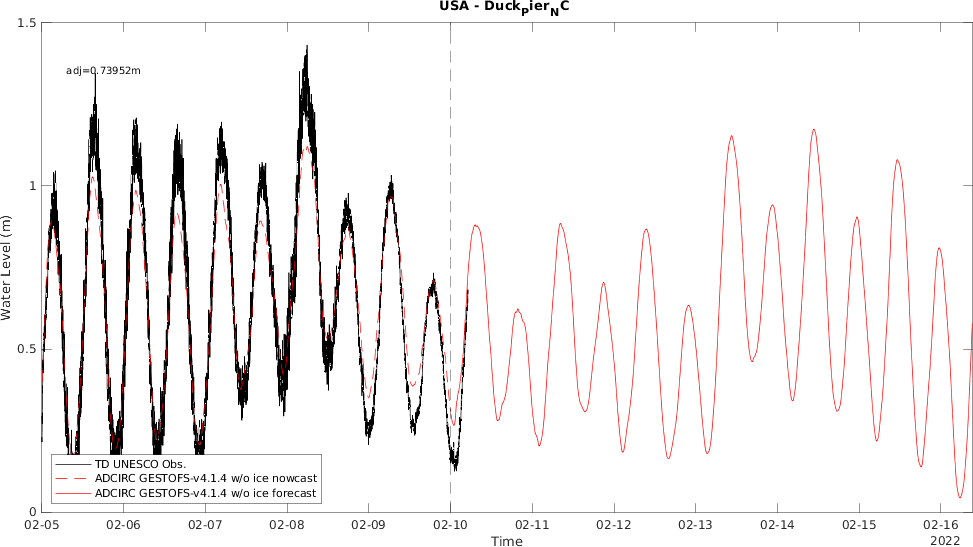 USA - DuckPierNC
1.5
adj=0.73952m
1
Water Level (m)
0.5
TD UNESCO Obs.
ADCIRC GESTOFS-v4.1.4 w/o ice nowcast
ADCIRC GESTOFS-v4.1.4 w/o ice forecast
0
02-05 02-06 02-07 02-08 02-09 02-10 02-11 02-12 02-13 02-14 02-15 02-16
Time 2022